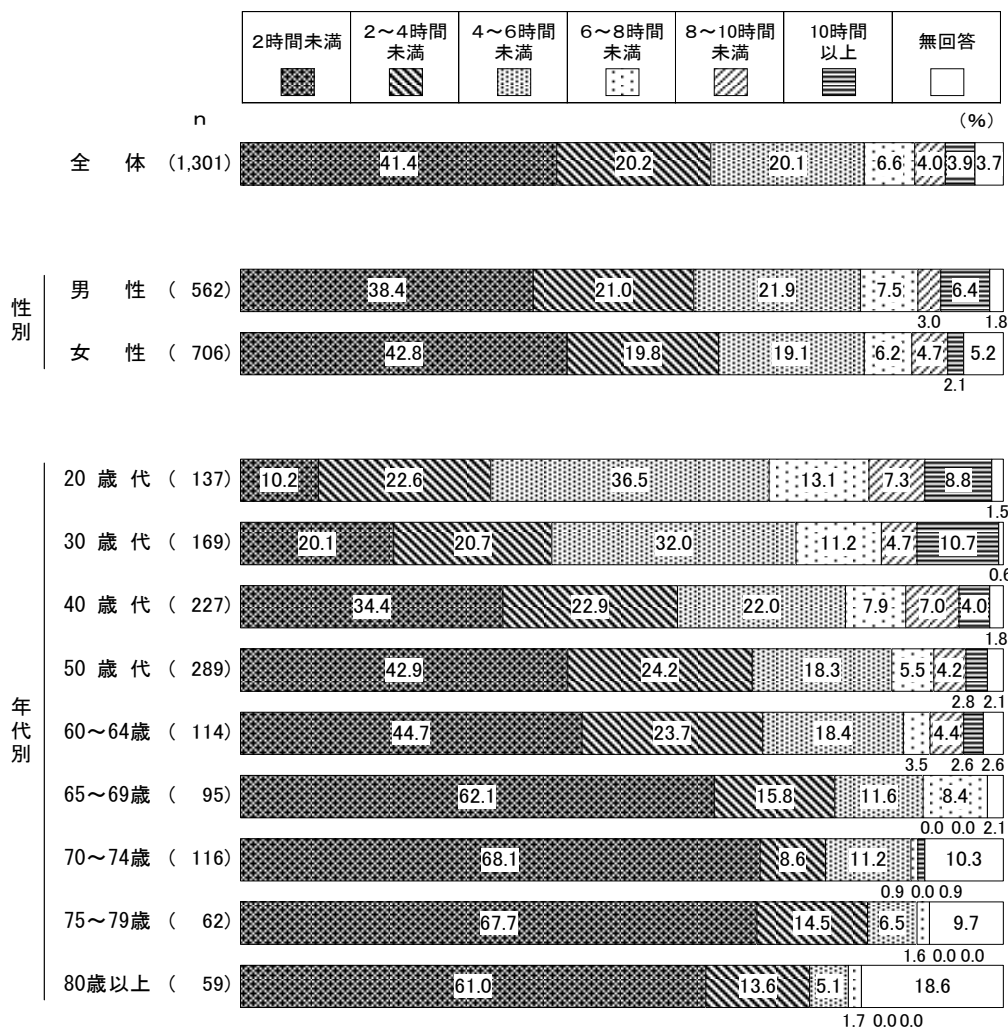 2時間未満 2～4時間未満 4～6時間未満 6～8時間未満 8～10時間未満 10時間以上 無回答
n (%)
全体 (1,301) 41.4 20.2 20.1 6.6 4.0 3.9 3.7
性別
男性 ( 562) 38.4 21.0 21.9 7.5 6.4
3.0 1.8
女性 ( 706) 42.8 19.8 19.1 6.2 4.7 5.2
2.1
年代別
20歳代 ( 137) 10.2 22.6 36.5 13.1 7.3 8.8
1.5
30歳代 ( 169) 20.1 20.7 32.0 11.2 4.7 10.7
0.6
40歳代 ( 227) 34.4 22.9 22.0 7.9 7.0 4.0
1.8
50歳代 ( 289) 42.9 24.2 18.3 5.5 4.2
2.8 2.1
60～64歳 ( 114) 44.7 23.7 18.4 4.4
3.5 2.6 2.6
65～69歳 ( 95) 62.1 15.8 11.6 8.4
0.0 0.0 2.1
70～74歳 ( 116) 68.1 8.6 11.2 10.3
0.9 0.0 0.9
75～79歳 ( 62) 67.7 14.5 6.5 9.7
1.6 0.0 0.0
80歳以上 ( 59) 61.0 13.6 5.1 18.6
1.7 0.0 0.0